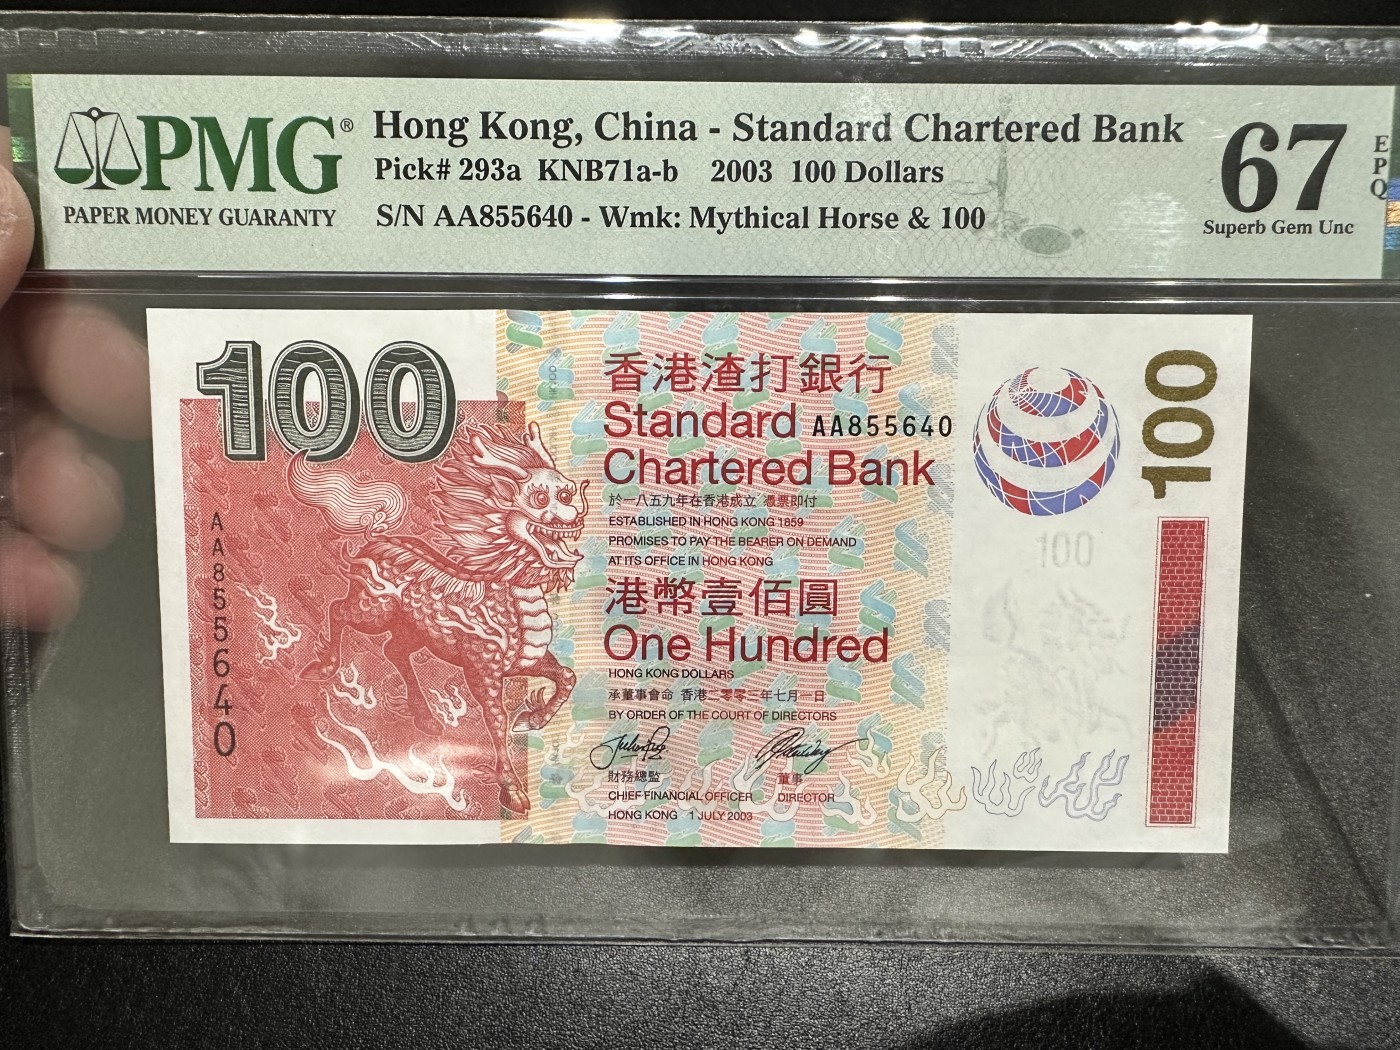 PMG®
PAPER MONEY GUARANTY
Hong Kong, China - Standard Chartered Bank
Pick# 293a KNB71a-b 2003 100 Dollars
S/N AA855640 - Wmk: Mythical Horse & 100
67
EPQ
Superb Gem Unc
100
香港渣打銀行
Standard AA855640
Chartered Bank
於一八五九年在香港成立 憑票即付
ESTABLISHED IN HONG KONG 1859
PROMISES TO PAY THE BEARER ON DEMAND
AT ITS OFFICE IN HONG KONG
港幣壹佰圓
One Hundred
HONG KONG DOLLARS
承董事會命 香港二零零三年七月一日
BY ORDER OF THE COURT OF DIRECTORS
財務總監 董事
CHIEF FINANCIAL OFFICER DIRECTOR
HONG KONG 1 JULY 2003
AA855640
100
100